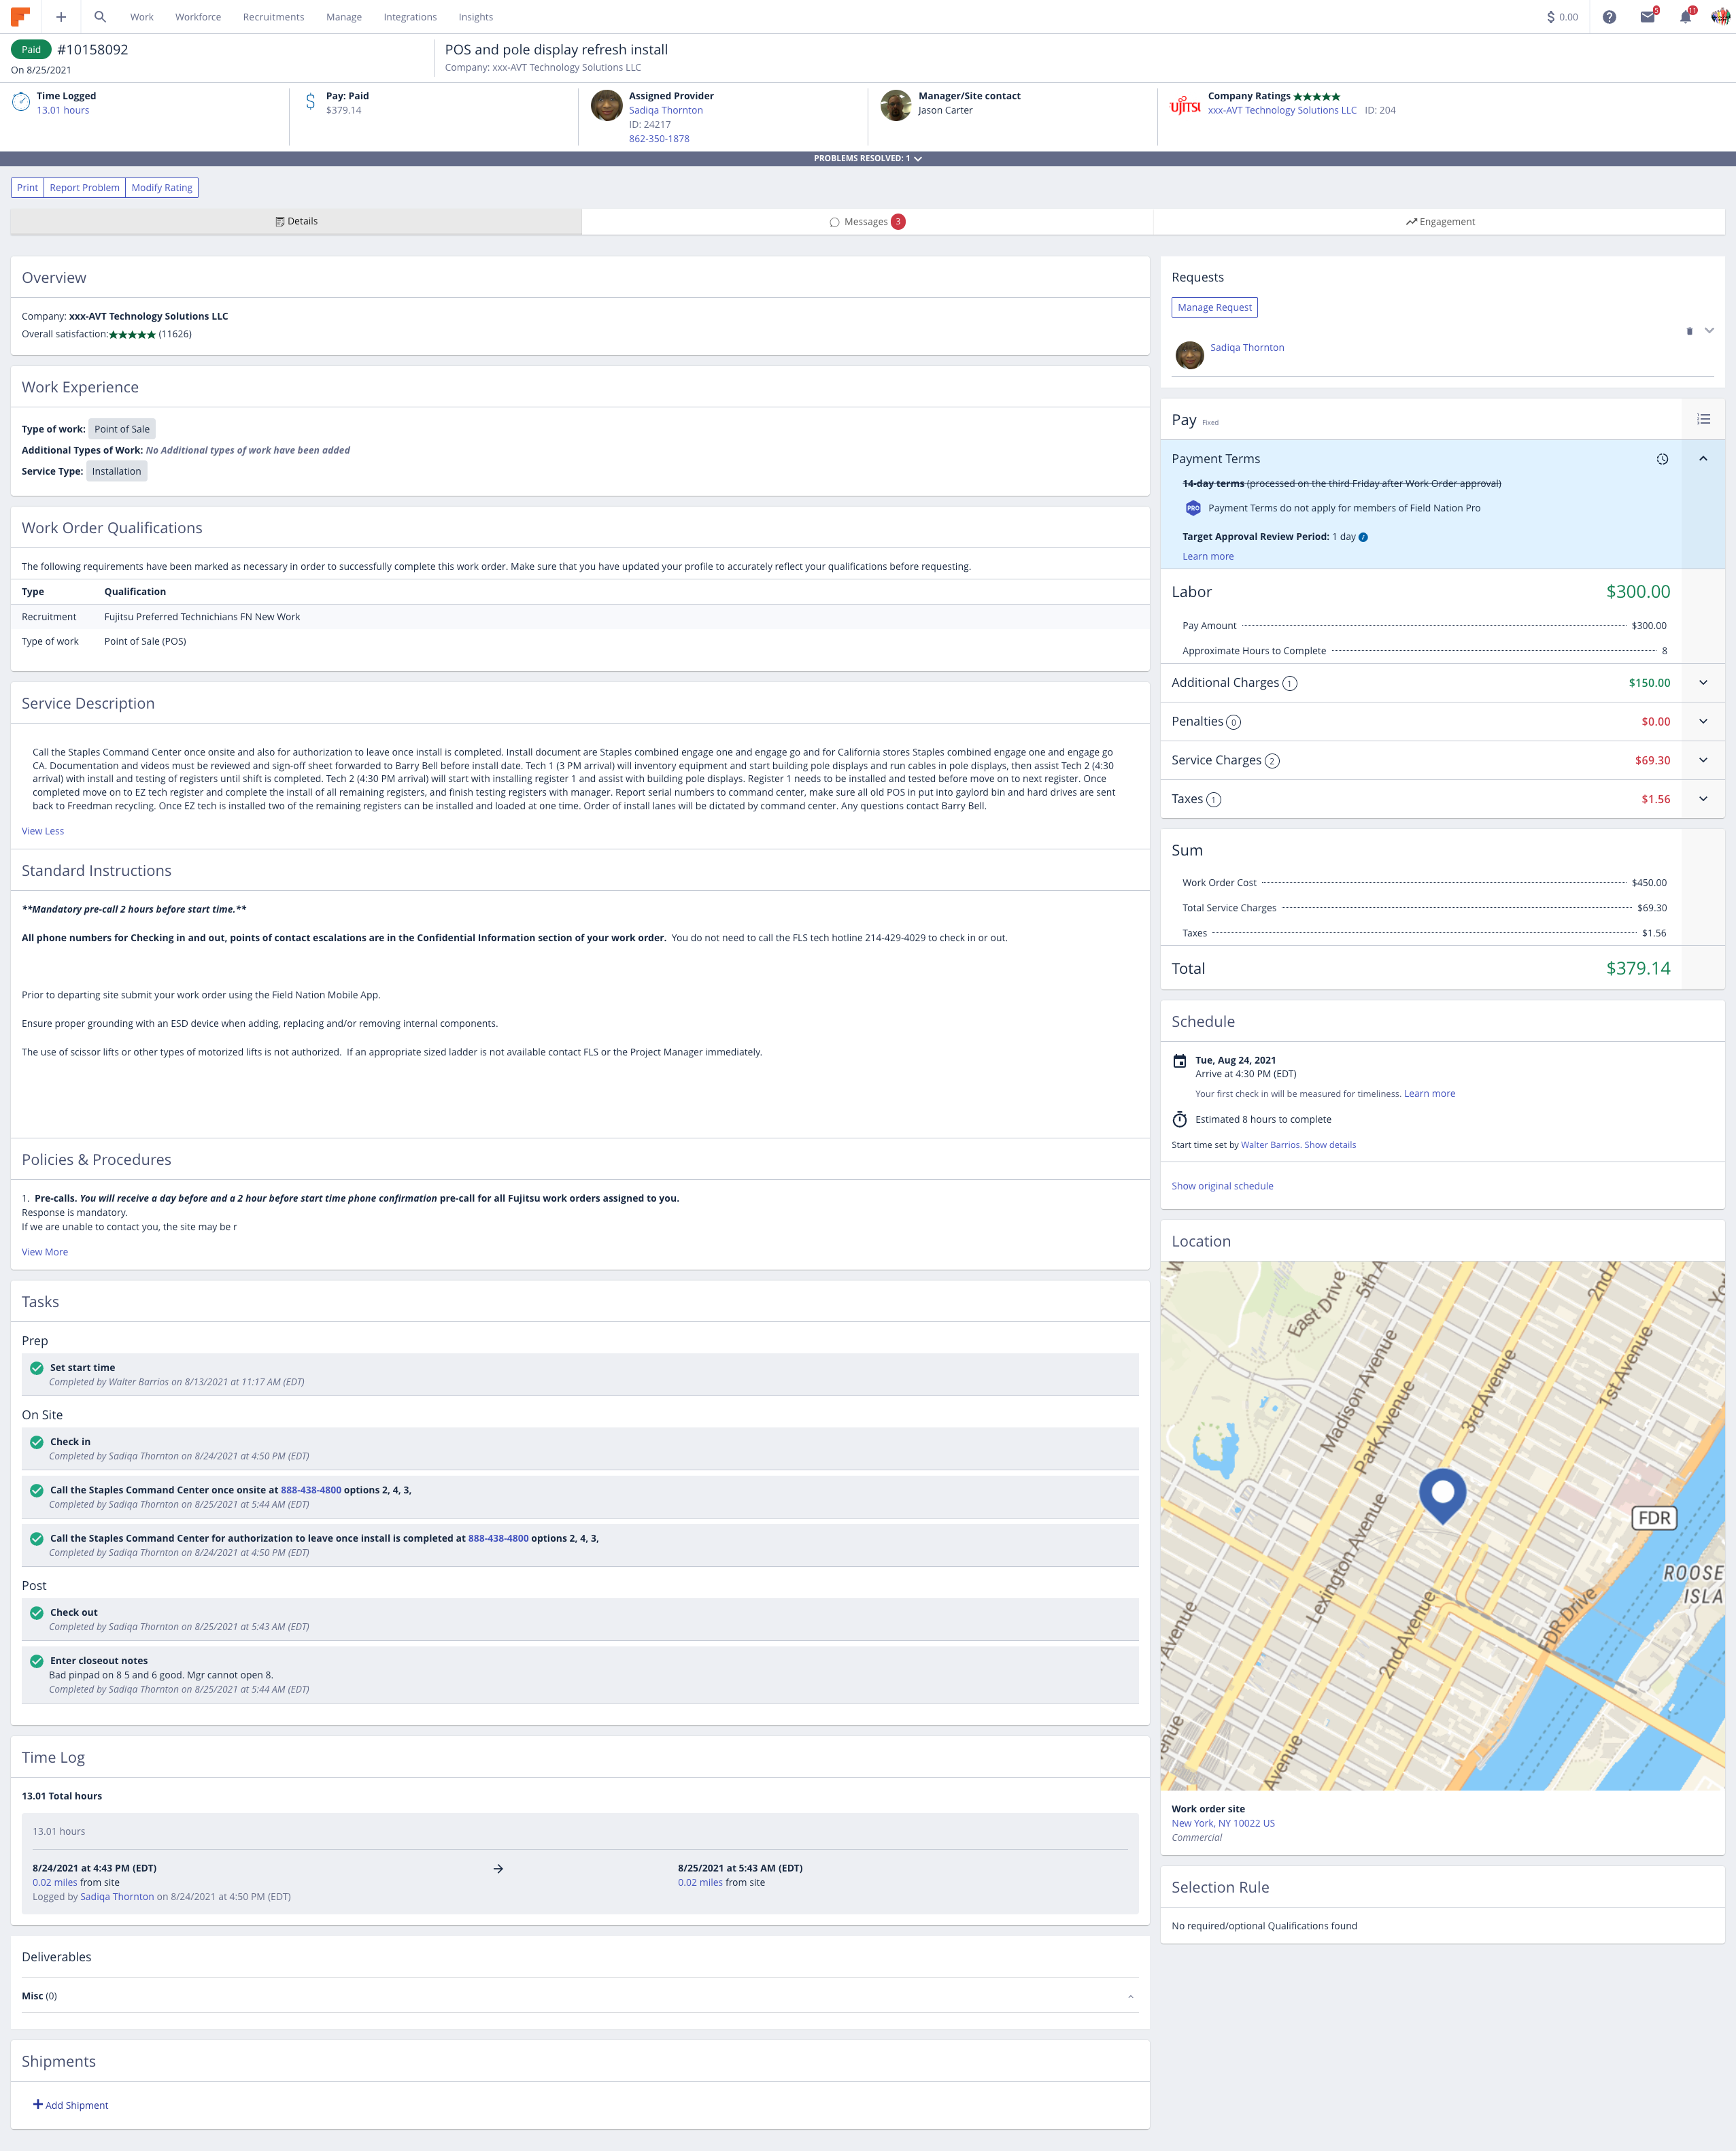 Work Workforce Recruitments Manage Integrations Insights
$ 0.00
5
11
Paid #10158092
On 8/25/2021
POS and pole display refresh install
Company: xxx-AVT Technology Solutions LLC
Time Logged
13.01 hours
Pay: Paid
$379.14
Assigned Provider
Sadiqa Thornton
ID: 24217
862-350-1878
Manager/Site contact
Jason Carter
Company Ratings ★★★★★
xxx-AVT Technology Solutions LLC ID: 204
PROBLEMS RESOLVED: 1
Print Report Problem Modify Rating
Details
Messages 3
Engagement
Overview
Company: xxx-AVT Technology Solutions LLC
Overall satisfaction:★★★★★ (11626)
Work Experience
Type of work: Point of Sale
Additional Types of Work: No Additional types of work have been added
Service Type: Installation
Work Order Qualifications
The following requirements have been marked as necessary in order to successfully complete this work order. Make sure that you have updated your profile to accurately reflect your qualifications before requesting.
Type Qualification
Recruitment Fujitsu Preferred Technichians FN New Work
Type of work Point of Sale (POS)
Service Description
Call the Staples Command Center once onsite and also for authorization to leave once install is completed. Install document are Staples combined engage one and engage go and for California stores Staples combined engage one and engage go
CA. Documentation and videos must be reviewed and sign-off sheet forwarded to Barry Bell before install date. Tech 1 (3 PM arrival) will inventory equipment and start building pole displays and run cables in pole displays, then assist Tech 2 (4:30
arrival) with install and testing of registers until shift is completed. Tech 2 (4:30 PM arrival) will start with installing register 1 and assist with building pole displays. Register 1 needs to be installed and tested before move on to next register. Once
completed move on to EZ tech register and complete the install of all remaining registers, and finish testing registers with manager. Report serial numbers to command center, make sure all old POS in put into gaylord bin and hard drives are sent
back to Freedman recycling. Once EZ tech is installed two of the remaining registers can be installed and loaded at one time. Order of install lanes will be dictated by command center. Any questions contact Barry Bell.
View Less
Standard Instructions
**Mandatory pre-call 2 hours before start time.**
All phone numbers for Checking in and out, points of contact escalations are in the Confidential Information section of your work order. You do not need to call the FLS tech hotline 214-429-4029 to check in or out.
Prior to departing site submit your work order using the Field Nation Mobile App.
Ensure proper grounding with an ESD device when adding, replacing and/or removing internal components.
The use of scissor lifts or other types of motorized lifts is not authorized. If an appropriate sized ladder is not available contact FLS or the Project Manager immediately.
Policies & Procedures
1. Pre-calls. You will receive a day before and a 2 hour before start time phone confirmation pre-call for all Fujitsu work orders assigned to you.
Response is mandatory.
If we are unable to contact you, the site may be r
View More
Tasks
Prep
Set start time
Completed by Walter Barrios on 8/13/2021 at 11:17 AM (EDT)
On Site
Check in
Completed by Sadiqa Thornton on 8/24/2021 at 4:50 PM (EDT)
Call the Staples Command Center once onsite at 888-438-4800 options 2, 4, 3,
Completed by Sadiqa Thornton on 8/25/2021 at 5:44 AM (EDT)
Call the Staples Command Center for authorization to leave once install is completed at 888-438-4800 options 2, 4, 3,
Completed by Sadiqa Thornton on 8/24/2021 at 4:50 PM (EDT)
Post
Check out
Completed by Sadiqa Thornton on 8/25/2021 at 5:43 AM (EDT)
Enter closeout notes
Bad pinpad on 8 5 and 6 good. Mgr cannot open 8.
Completed by Sadiqa Thornton on 8/25/2021 at 5:44 AM (EDT)
Time Log
13.01 Total hours
13.01 hours
8/24/2021 at 4:43 PM (EDT)
0.02 miles from site
Logged by Sadiqa Thornton on 8/24/2021 at 4:50 PM (EDT)
8/25/2021 at 5:43 AM (EDT)
0.02 miles from site
Deliverables
Misc (0)
Shipments
Add Shipment
Requests
Manage Request
Sadiqa Thornton
Pay Fixed
Payment Terms
14-day terms (processed on the third Friday after Work Order approval)
PRO Payment Terms do not apply for members of Field Nation Pro
Target Approval Review Period: 1 day
Learn more
Labor $300.00
Pay Amount $300.00
Approximate Hours to Complete 8
Additional Charges 1 $150.00
Penalties 0 $0.00
Service Charges 2 $69.30
Taxes 1 $1.56
Sum
Work Order Cost $450.00
Total Service Charges $69.30
Taxes $1.56
Total $379.14
Schedule
Tue, Aug 24, 2021
Arrive at 4:30 PM (EDT)
Your first check in will be measured for timeliness. Learn more
Estimated 8 hours to complete
Start time set by Walter Barrios. Show details
Show original schedule
Location
East Drive
5th A
2nd A
Madison Avenue
Park Avenue
3rd Avenue
1st Avenue
Lexington Avenue
FDR
ROOSE
ISLA
FDR Drive
2nd Avenue
Avenue
Work order site
New York, NY 10022 US
Commercial
Selection Rule
No required/optional Qualifications found